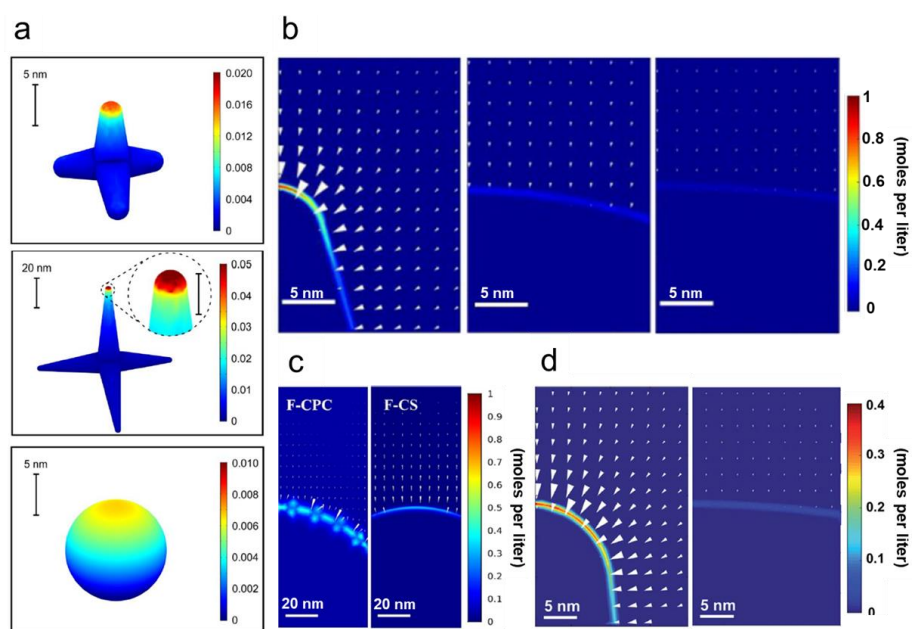 a
5 nm
0.020
0.016
0.012
0.008
0.004
0
20 nm
0.05
0.04
0.03
0.02
0.01
0
5 nm
0.010
0.008
0.006
0.004
0.002
0
b
5 nm
5 nm
5 nm
1
0.8
0.6
0.4
0.2
0
(moles per liter)
c
F-CPC
F-CS
20 nm
20 nm
1
0.9
0.8
0.7
0.6
0.5
0.4
0.3
0.2
0.1
0
(moles per liter)
d
5 nm
5 nm
0.4
0.3
0.2
0.1
0
(moles per liter)